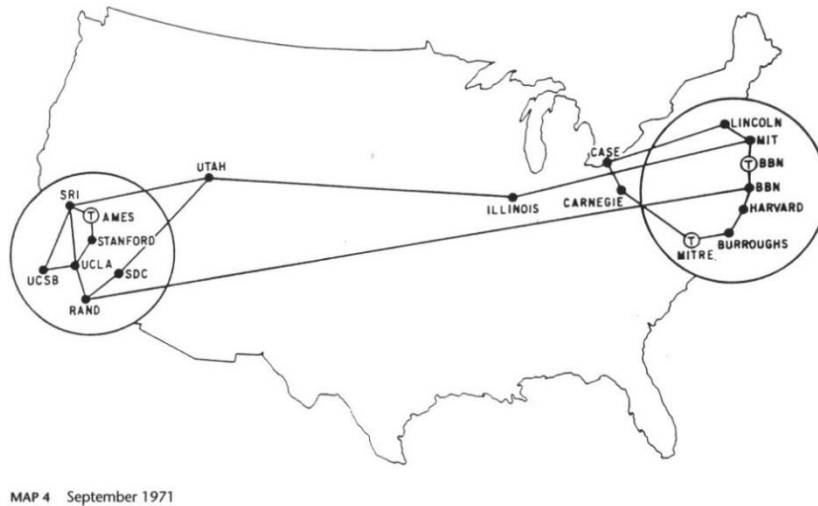 LINCOLN
MIT
CASE
T BBN
UTAH
BBN
SRI
ILLINOIS
CARNEGIE
HARVARD
T AMES
STANFORD
T
BURROUGHS
MITRE
UCSB
UCLA
SDC
RAND
MAP 4 September 1971